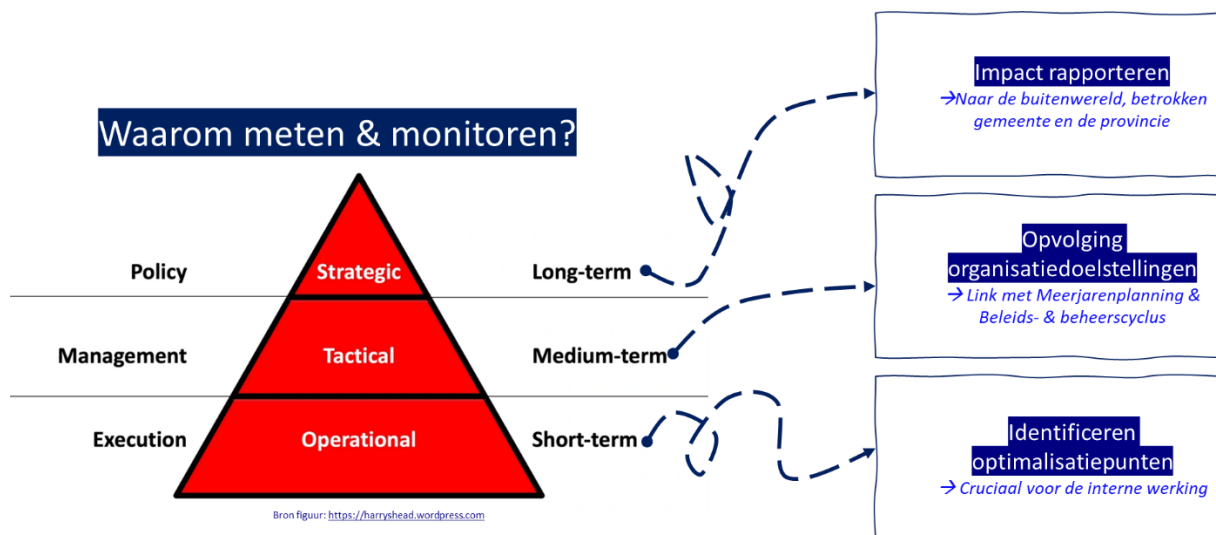 Waarom meten & monitoren?
Policy
Strategic
Long-term
Management
Tactical
Medium-term
Execution
Operational
Short-term
Bron figuur: https://harryshead.wordpress.com
Impact rapporteren
→Naar de buitenwereld, betrokken
gemeente en de provincie
Opvolging
organisatiedoelstellingen
→ Link met Meerjarenplanning &
Beleids- & beheerscyclus
Identificeren
optimalisatiepunten
→ Cruciaal voor de interne werking